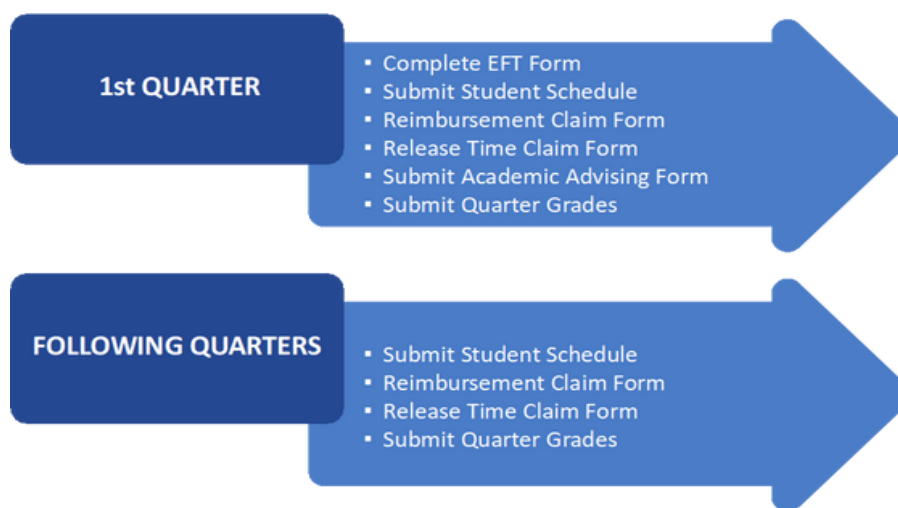 1st QUARTER
▪ Complete EFT Form
▪ Submit Student Schedule
▪ Reimbursement Claim Form
▪ Release Time Claim Form
▪ Submit Academic Advising Form
▪ Submit Quarter Grades
FOLLOWING QUARTERS
▪ Submit Student Schedule
▪ Reimbursement Claim Form
▪ Release Time Claim Form
▪ Submit Quarter Grades